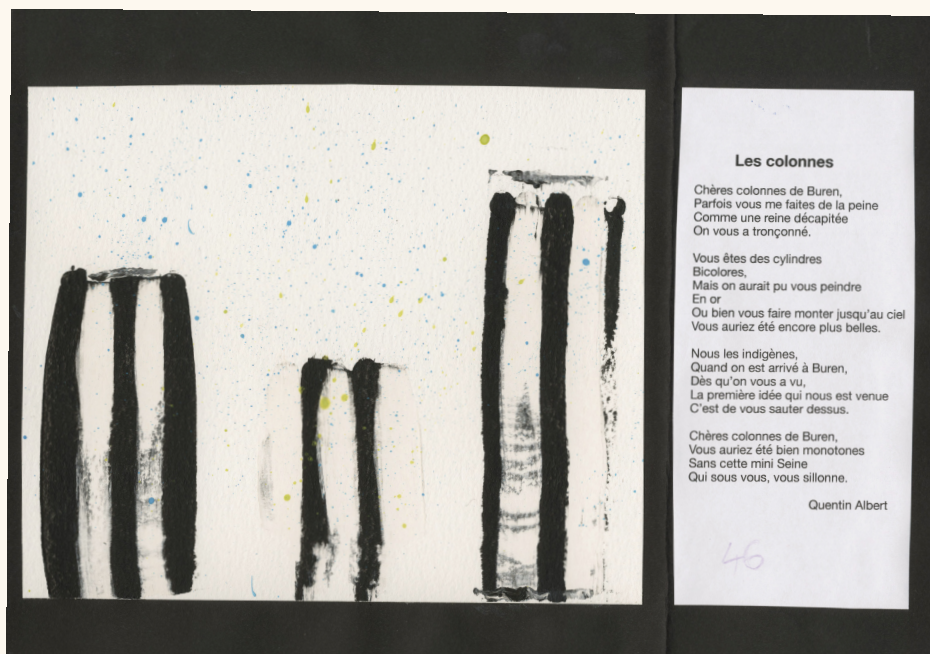 Les colonnes
Chères colonnes de Buren,
Parfois vous me faites de la peine
Comme une reine décapitée
On vous a tronçonné.
Vous êtes des cylindres
Bicolores,
Mais on aurait pu vous peindre
En or
Ou bien vous faire monter jusqu'au ciel
Vous auriez été encore plus belles.
Nous les indigènes,
Quand on est arrivé à Buren,
Dès qu'on vous a vu,
La première idée qui nous est venue
C'est de vous sauter dessus.
Chères colonnes de Buren,
Vous auriez été bien monotones
Sans cette mini Seine
Qui sous vous, vous sillonne.
Quentin Albert
46